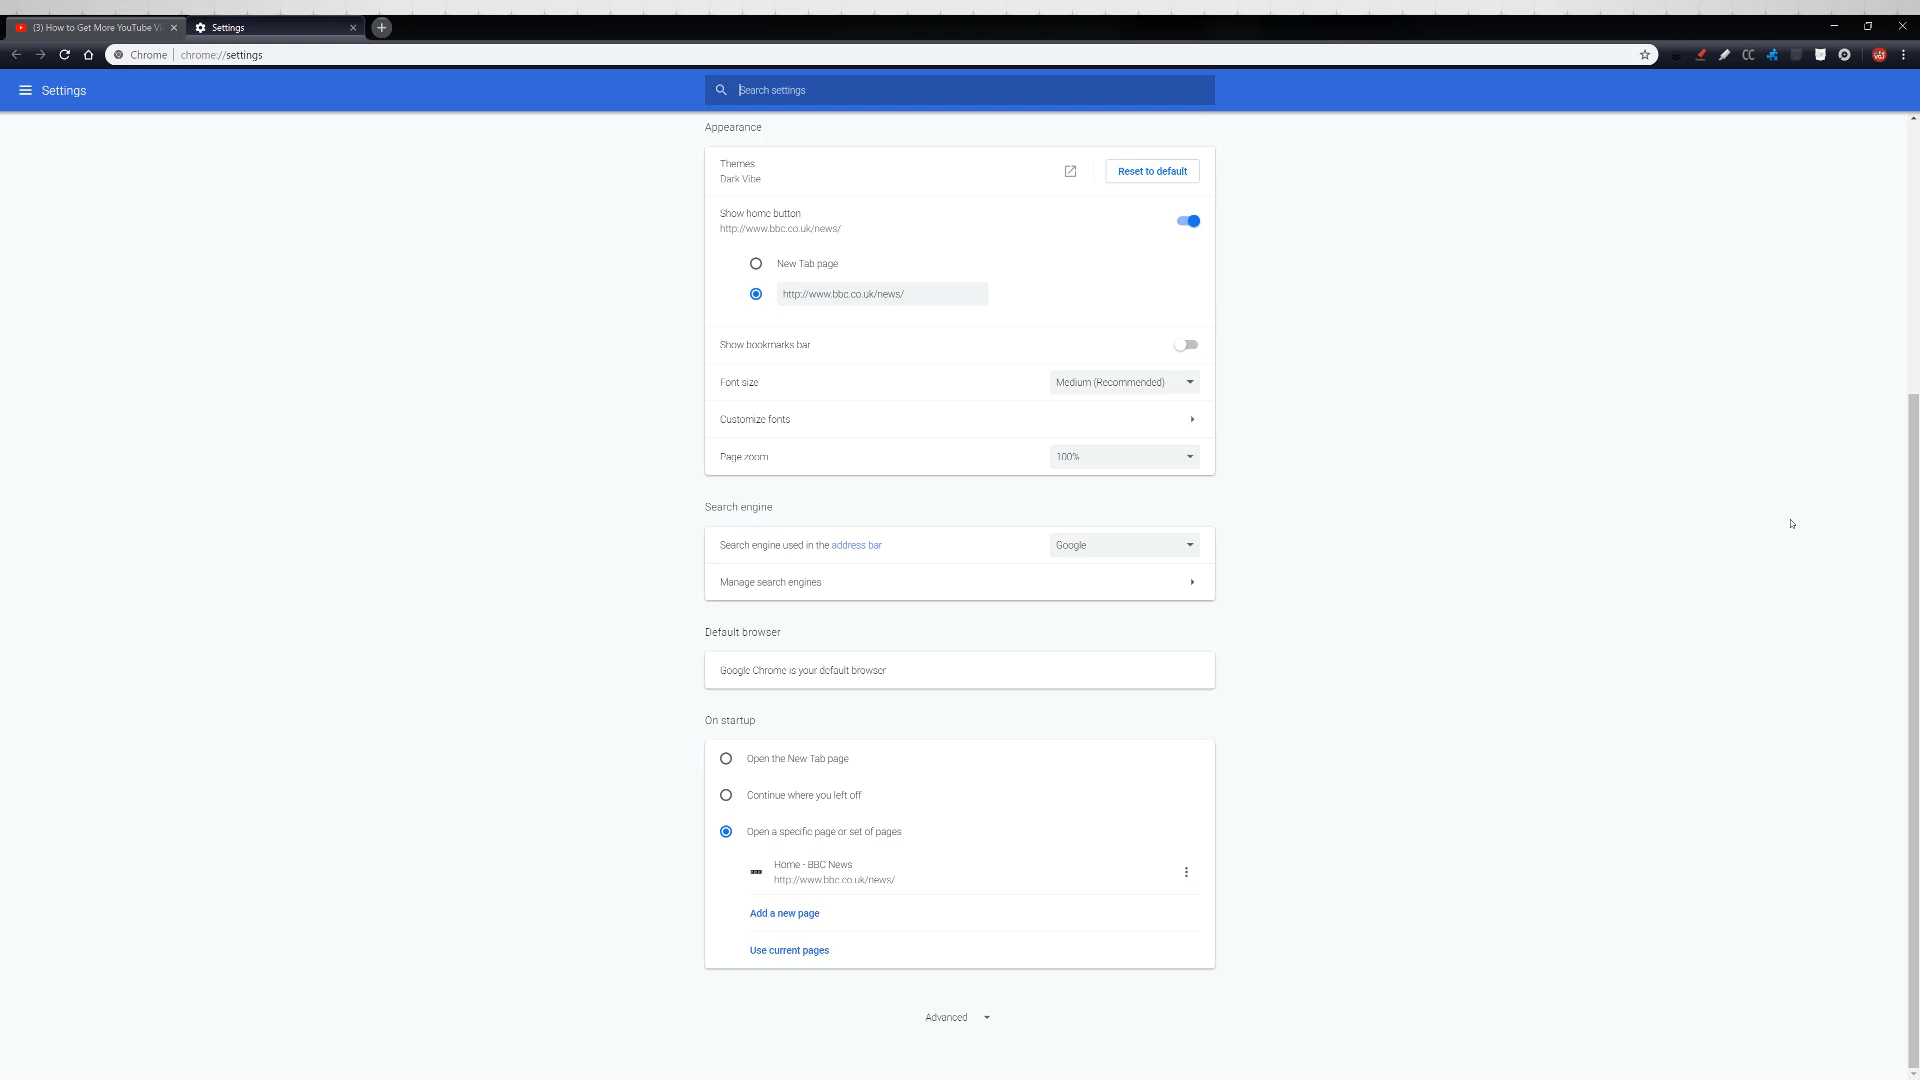 (3) How to Get More YouTube Vi
Settings
Chrome | chrome://settings
CC
Settings
Search settings
Appearance
Themes
Dark Vibe
Reset to default
Show home button
http://www.bbc.co.uk/news/
New Tab page
http://www.bbc.co.uk/news/
Show bookmarks bar
Font size
Medium (Recommended)
Customize fonts
Page zoom
100%
Search engine
Search engine used in the address bar
Google
Manage search engines
Default browser
Google Chrome is your default browser
On startup
Open the New Tab page
Continue where you left off
Open a specific page or set of pages
Home - BBC News
http://www.bbc.co.uk/news/
Add a new page
Use current pages
Advanced